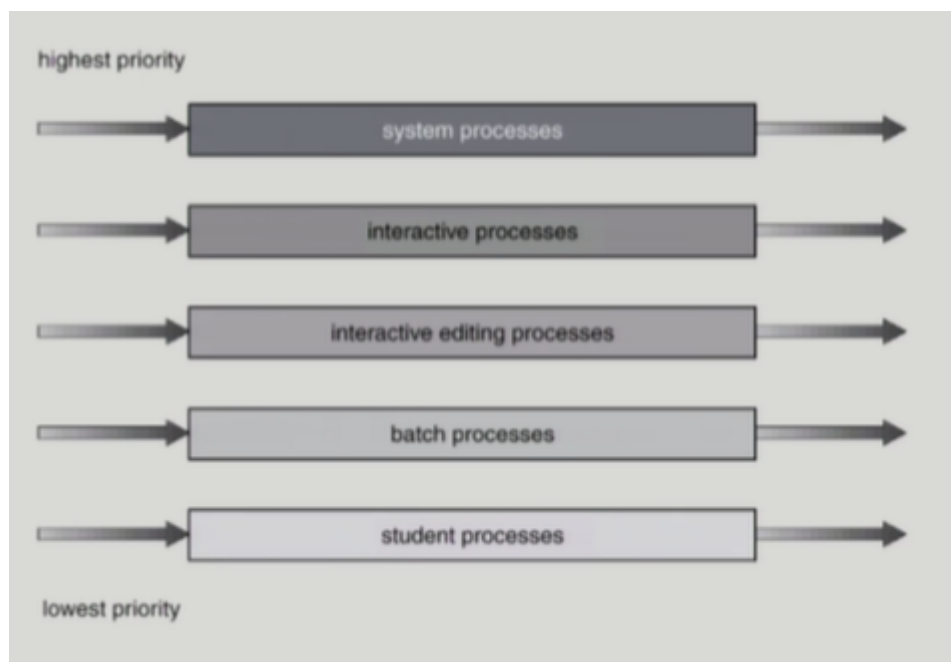 highest priority
system processes
interactive processes
interactive editing processes
batch processes
student processes
lowest priority